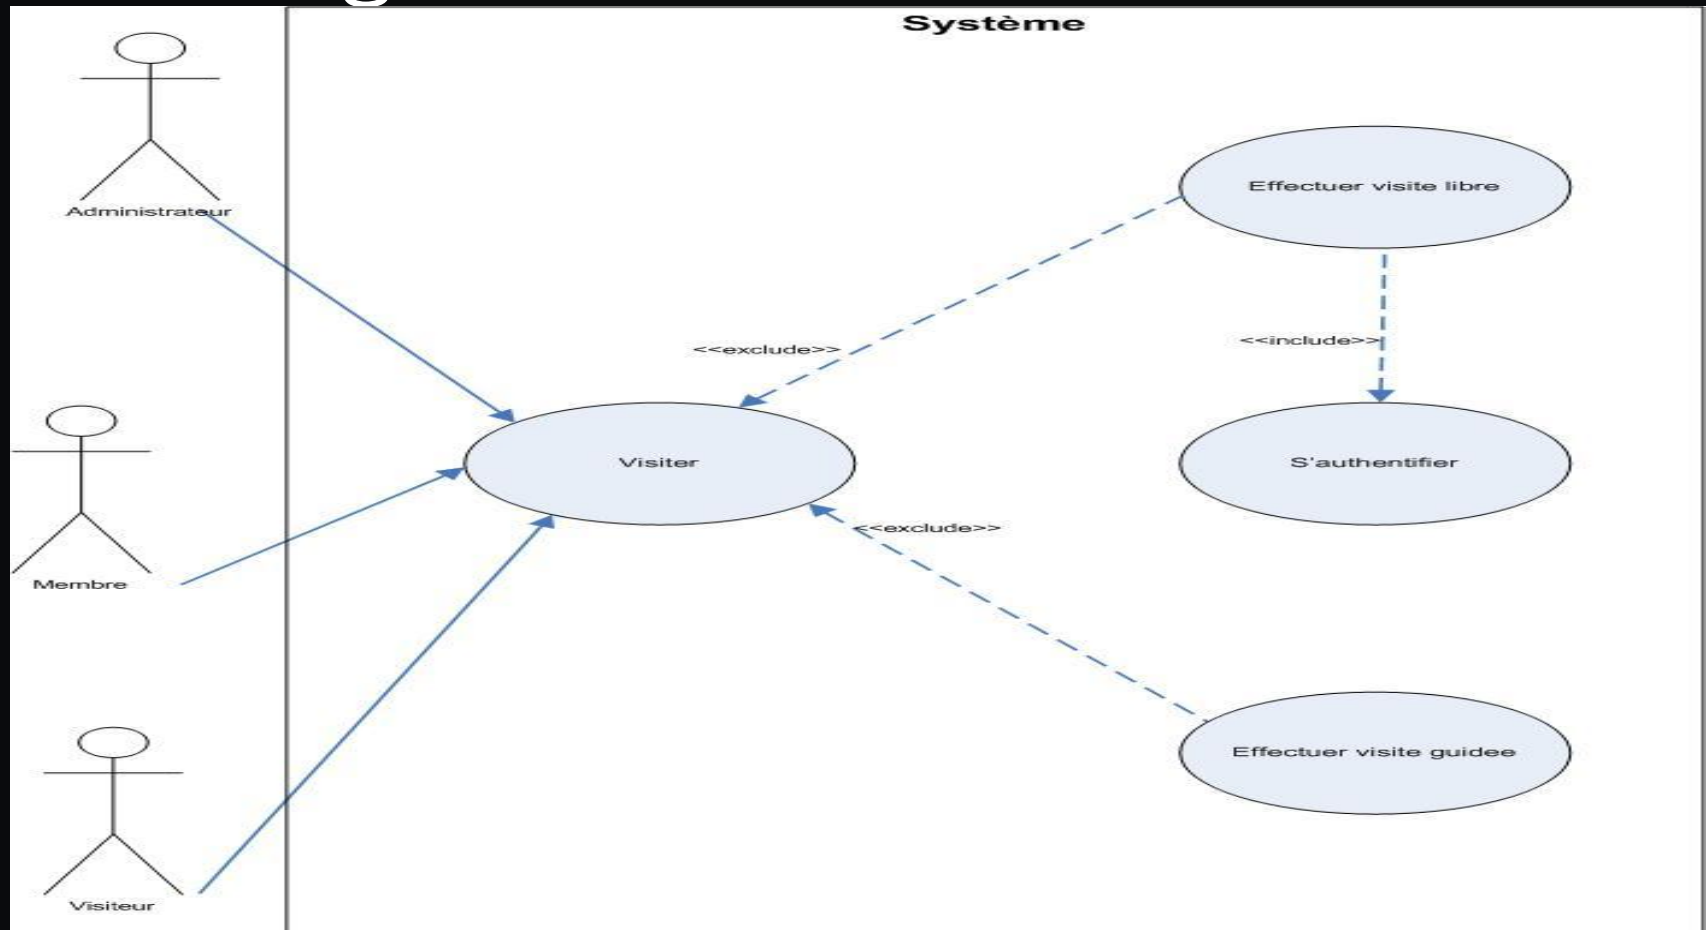 Système
Administrateur
Effectuer visite libre
<<exclude>>
<<include>>
Visiter
S'authentifier
<<exclude>>
Membre
Effectuer visite guidee
Visiteur